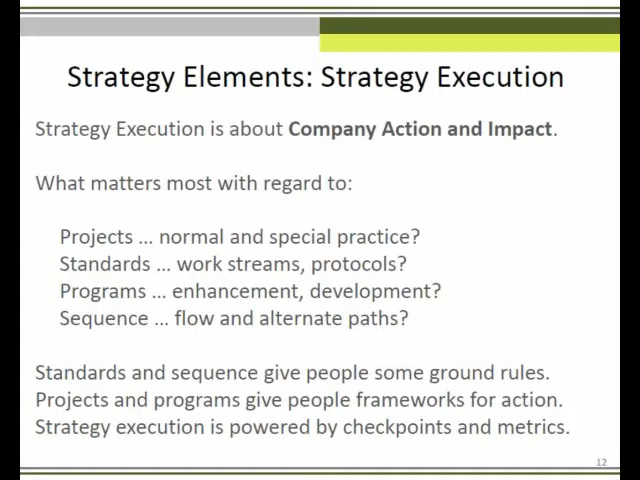 Strategy Elements: Strategy Execution
Strategy Execution is about Company Action and Impact.
What matters most with regard to:
Projects ... normal and special practice?
Standards ... work streams, protocols?
Programs ... enhancement, development?
Sequence ... flow and alternate paths?
Standards and sequence give people some ground rules.
Projects and programs give people frameworks for action.
Strategy execution is powered by checkpoints and metrics.
12